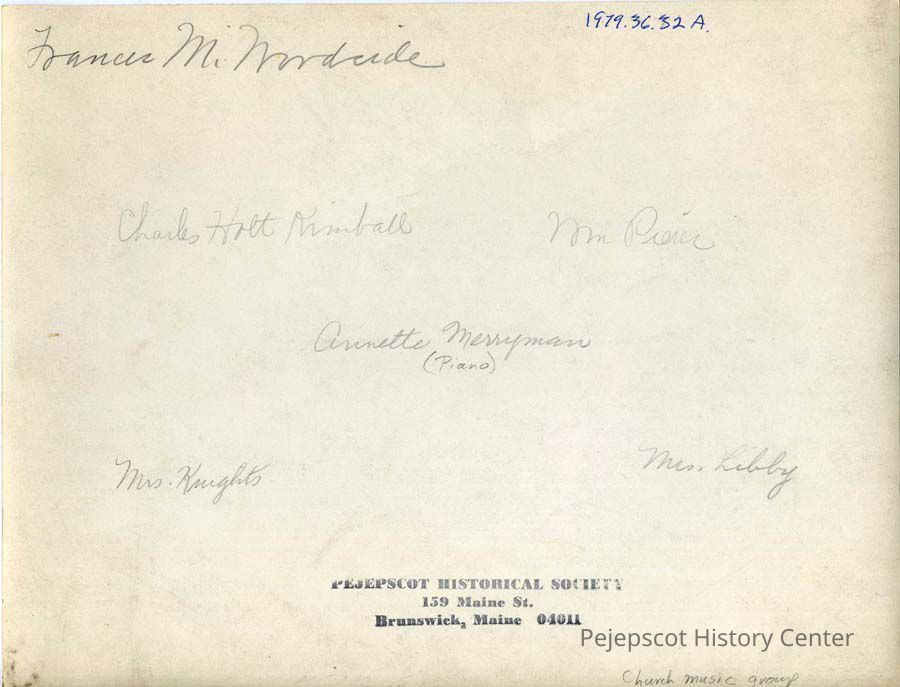 1979.36.32 A.
Frances M. Woodside
Charles Holt Kimball
Wm Pierce
Annette Merryman
(Piano)
Mrs. Knights
Mrs. Libby
PEJEPSCOT HISTORICAL SOCIETY
159 Maine St.
Brunswick, Maine 04011
Pejepscot History Center
Church music group